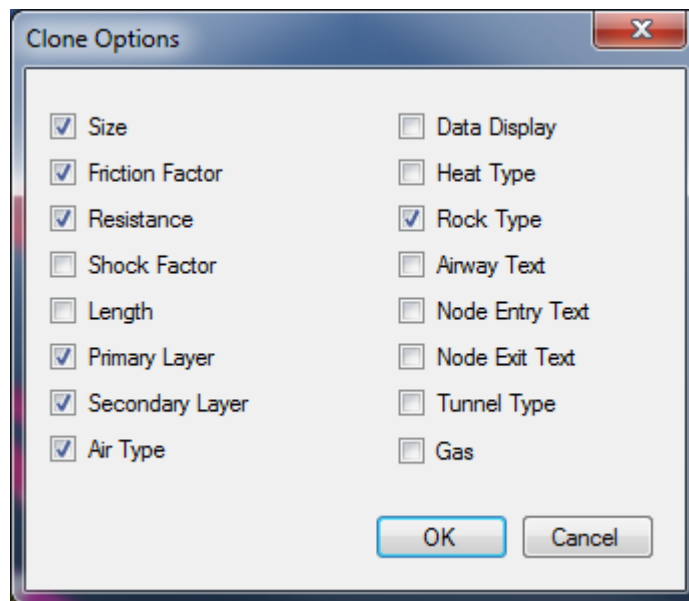 Clone Options
Size
Friction Factor
Resistance
Shock Factor
Length
Primary Layer
Secondary Layer
Air Type
Data Display
Heat Type
Rock Type
Airway Text
Node Entry Text
Node Exit Text
Tunnel Type
Gas
OK
Cancel